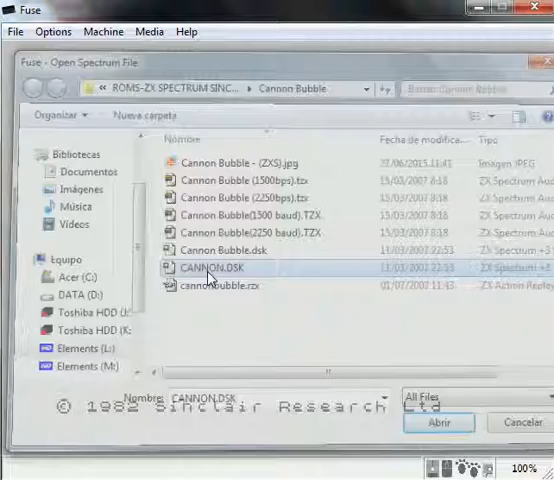 Fuse
File Options Machine Media Help
Fuse - Open Spectrum File
« ROMS-ZX SPECTRUM SINC... Cannon Bubble Buscar Cannon Bubble
Organizar Nueva carpeta
Nombre Fecha de modifica... Tipo
Bibliotecas
Documentos
Imágenes
Música
Vídeos
Equipo
Acer (C:)
DATA (D:)
Toshiba HDD (I:
Toshiba HDD (K:
Elements (L:)
Elements (M:)
Cannon Bubble - (ZXS).jpg 27/06/2015 11:41 Imagen JPEG
Cannon Bubble (1500bps).tzx 15/03/2007 8:18 ZX Spectrum Aud
Cannon Bubble (2250bps).tzx 15/03/2007 8:18 ZX Spectrum Aud
Cannon Bubble(1500 baud).TZX 15/03/2007 8:18 ZX Spectrum Aud
Cannon Bubble(2250 baud).TZX 15/03/2007 8:18 ZX Spectrum Aud
Cannon Bubble.dsk 11/03/2007 22:53 ZX Spectrum +3
CANNON.DSK 11/03/2007 22:53 ZX Spectrum +3
cannonbubble.rzx 01/07/2007 11:43 ZX Action Replay
Nombre: CANNON.DSK All Files
© 1982 Sinclair Research Ltd
Abrir Cancelar
100%